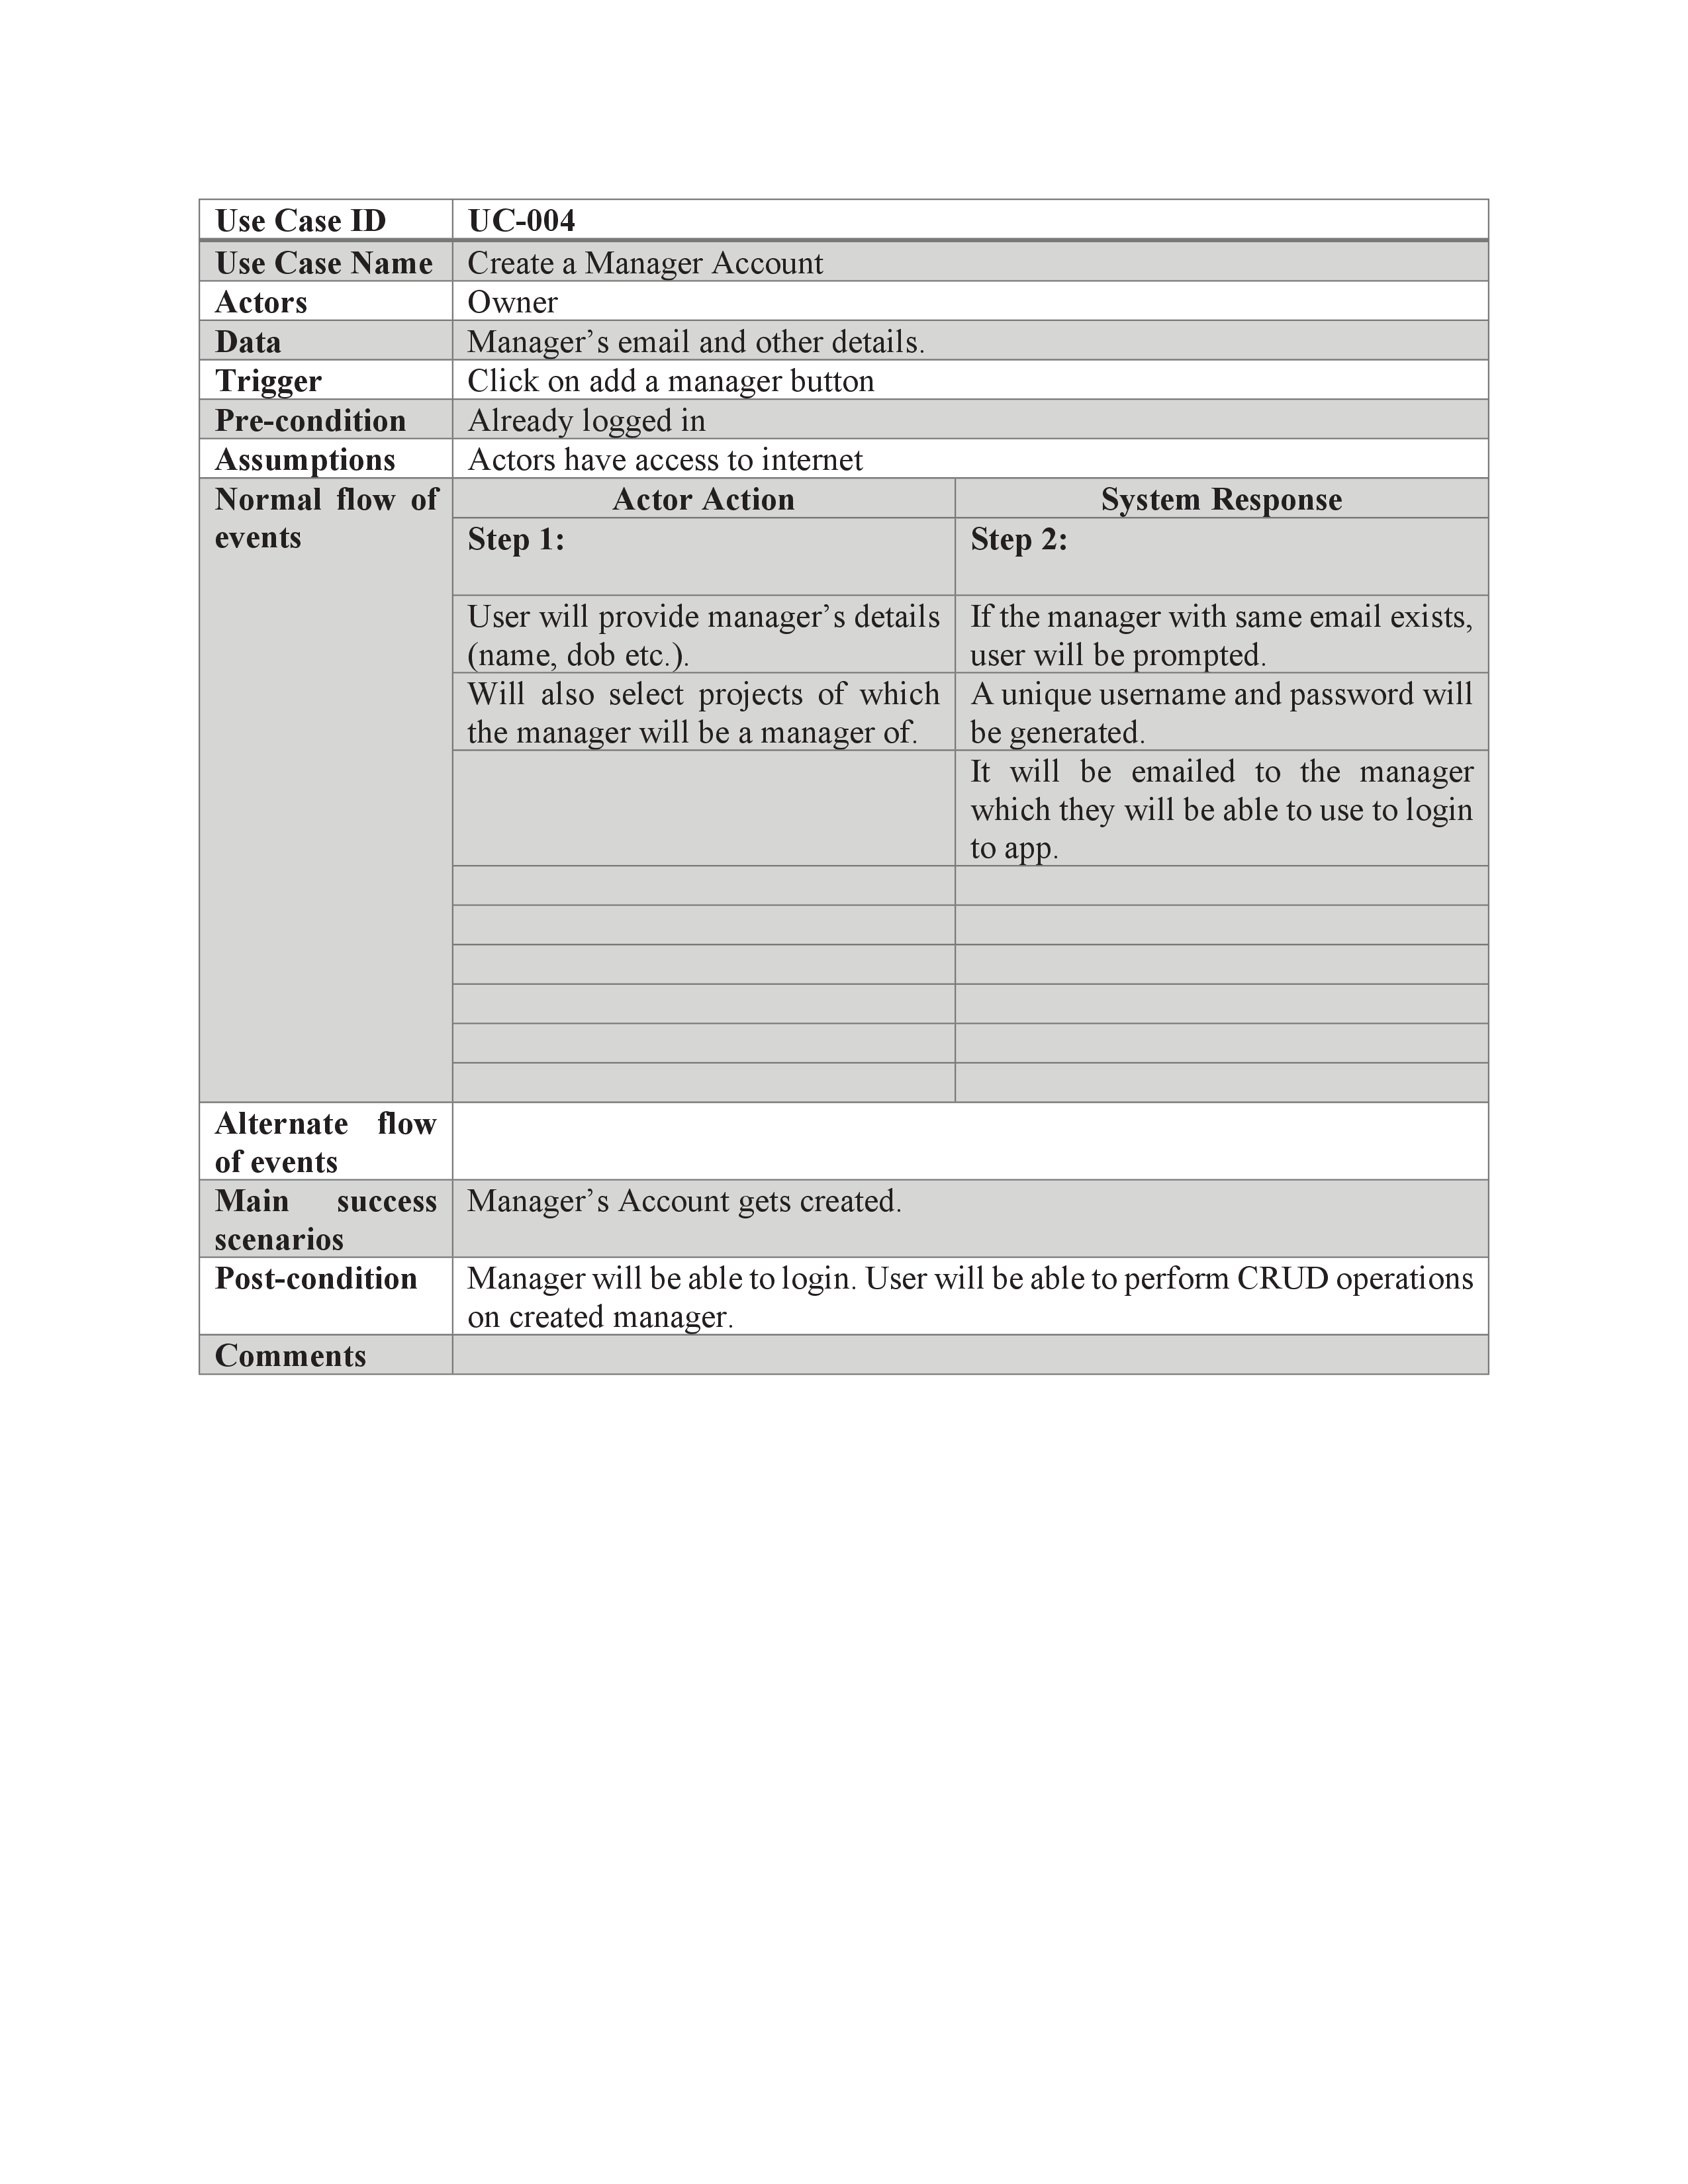 Use Case ID UC-004
Use Case Name Create a Manager Account
Actors Owner
Data Manager’s email and other details.
Trigger Click on add a manager button
Pre-condition Already logged in
Assumptions Actors have access to internet
Normal flow of events
Actor Action System Response
Step 1: Step 2:
User will provide manager’s details
(name, dob etc.).
If the manager with same email exists,
user will be prompted.
Will also select projects of which
the manager will be a manager of.
A unique username and password will
be generated.
It will be emailed to the manager
which they will be able to use to login
to app.
Alternate flow
of events
Main success
scenarios
Manager’s Account gets created.
Post-condition Manager will be able to login. User will be able to perform CRUD operations
on created manager.
Comments